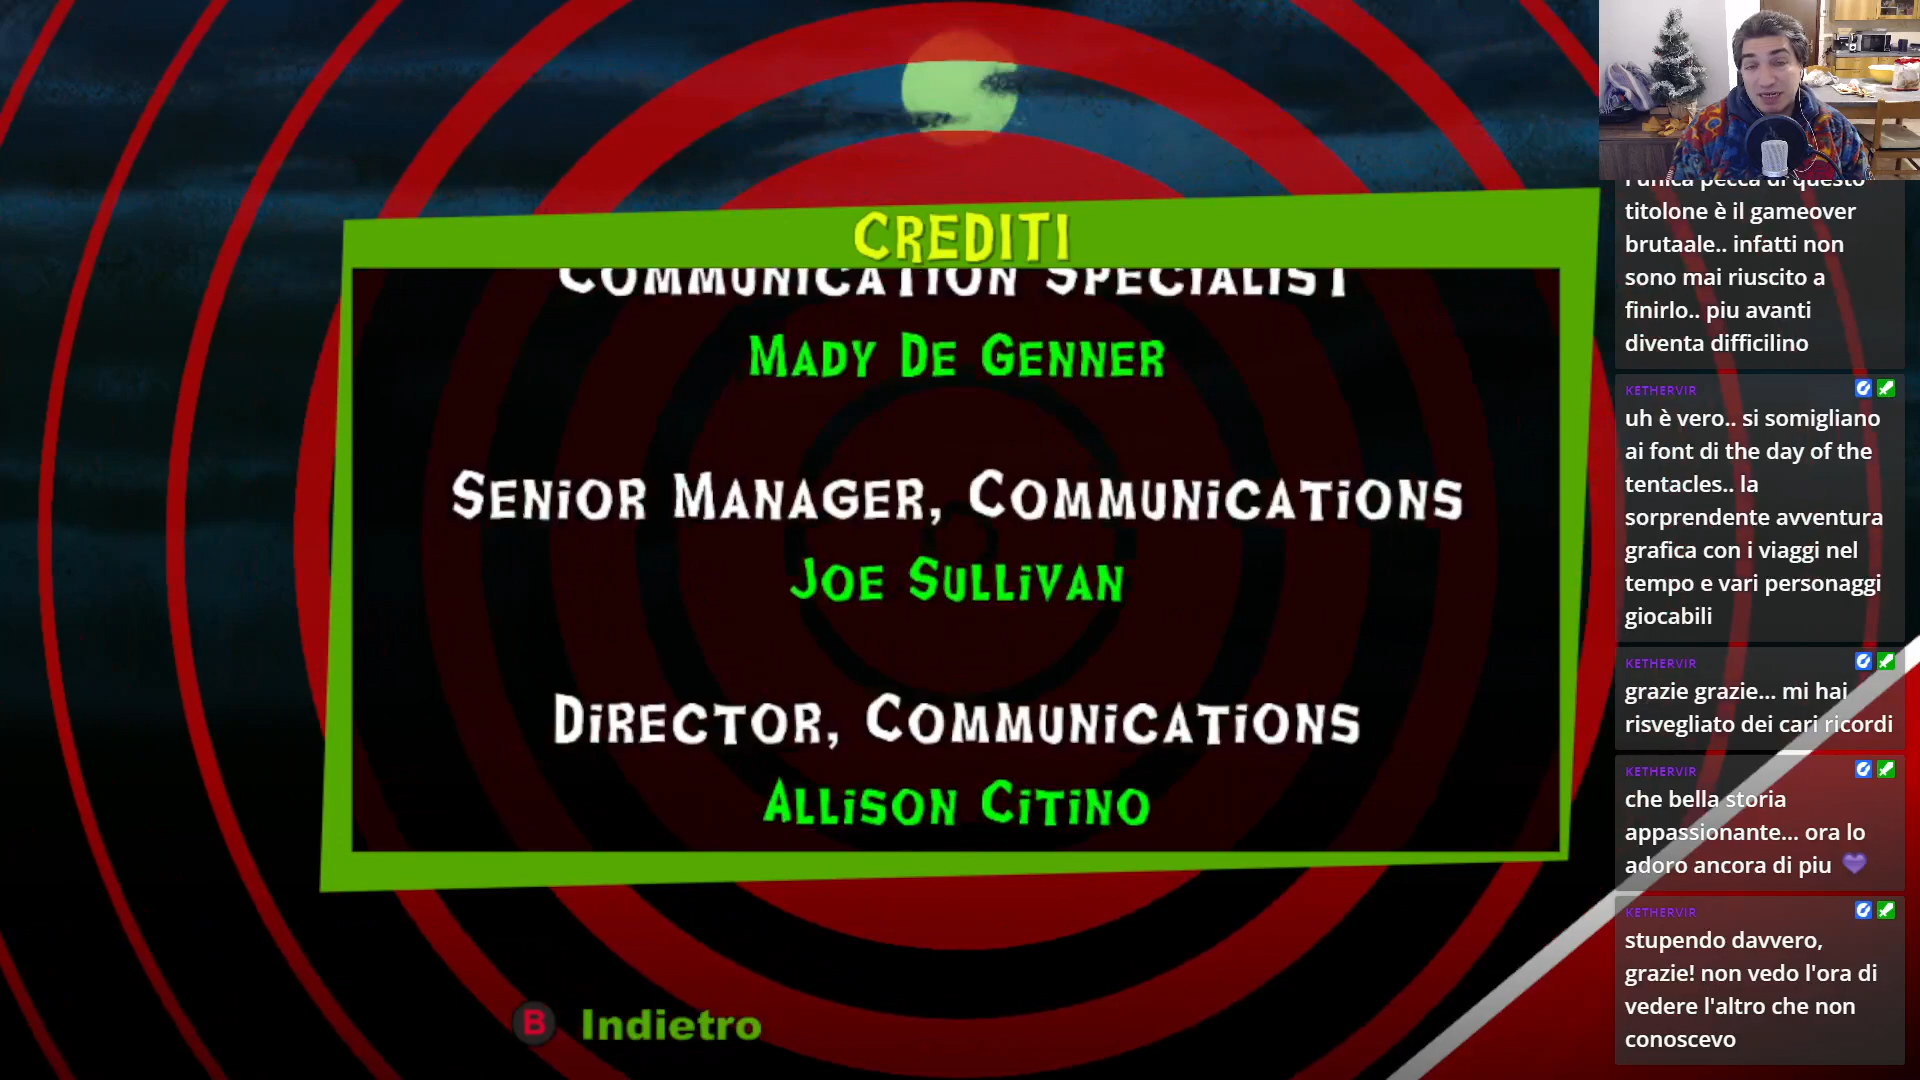 CREDITI
COMMUNICATION SPECIALIST
MADY DE GENNER
SENiOR MANAGER, COMMUNiCATiONS
JOE SULLiVAN
DiRECTOR, COMMUNiCATiONS
ALLiSON CiTiNO
B Indietro
l'unica pecca di questo
titolone è il gameover
brutaale.. infatti non
sono mai riuscito a
finirlo.. piu avanti
diventa difficilino
KETHERVIR
uh è vero.. si somigliano
ai font di the day of the
tentacles.. la
sorprendente avventura
grafica con i viaggi nel
tempo e vari personaggi
giocabili
KETHERVIR
grazie grazie... mi hai
risvegliato dei cari ricordi
KETHERVIR
che bella storia
appassionante... ora lo
adoro ancora di piu
KETHERVIR
stupendo davvero,
grazie! non vedo l'ora di
vedere l'altro che non
conoscevo